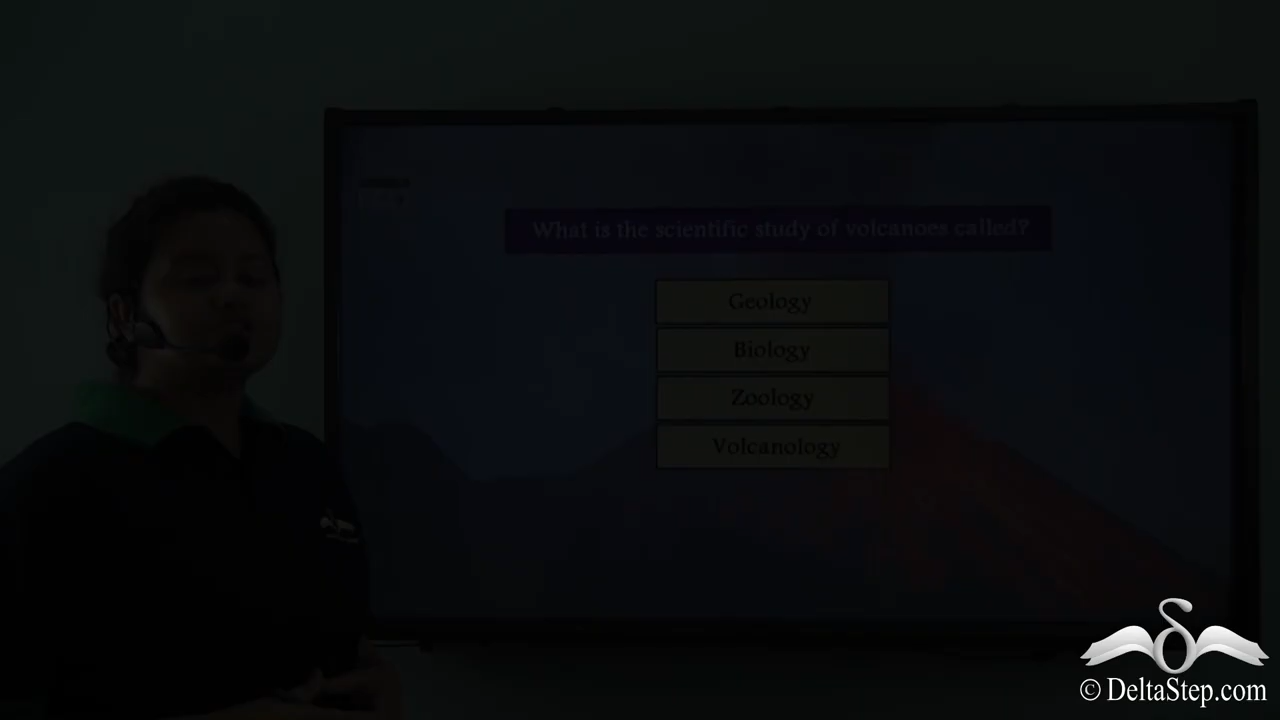 What is the scientific study of volcanoes called?
Geology
Biology
Zoology
Volcanology
© DeltaStep.com